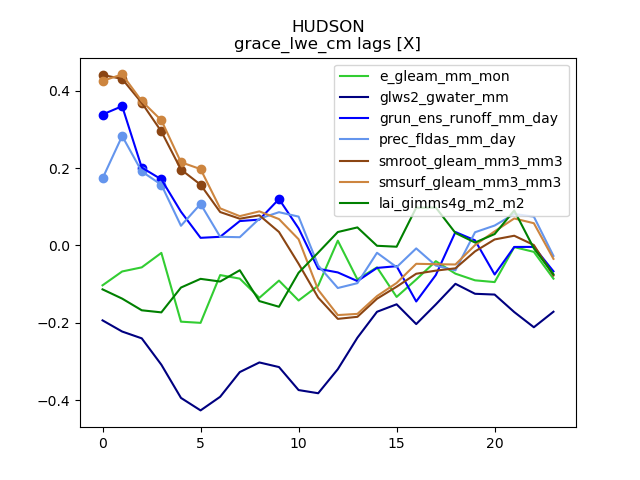 HUDSON
grace_lwe_cm lags [X]
e_gleam_mm_mon
glws2_gwater_mm
grun_ens_runoff_mm_day
prec_fldas_mm_day
smroot_gleam_mm3_mm3
smsurf_gleam_mm3_mm3
lai_gimms4g_m2_m2
0.4
0.2
0.0
−0.2
−0.4
0 5 10 15 20